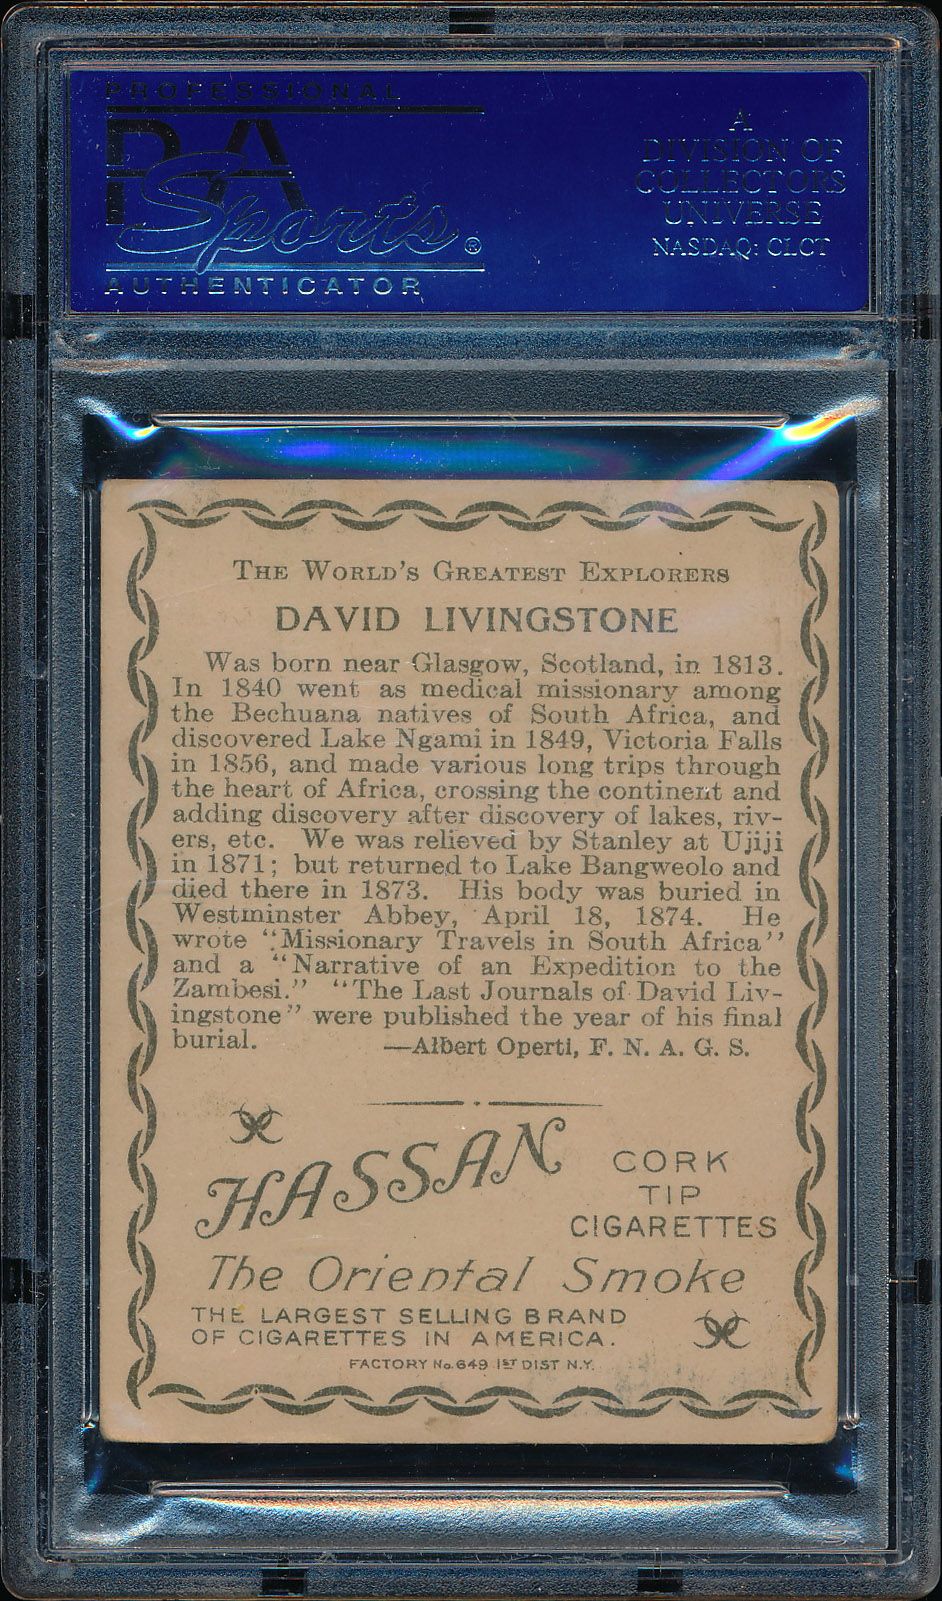 PROFESSIONAL
PSA
Sports®
AUTHENTICATOR
A
DIVISION OF
COLLECTORS
UNIVERSE
NASDAQ: CLCT
THE WORLD'S GREATEST EXPLORERS
DAVID LIVINGSTONE
Was born near Glasgow, Scotland, in 1813.
In 1840 went as medical missionary among
the Bechuana natives of South Africa, and
discovered Lake Ngami in 1849, Victoria Falls
in 1856, and made various long trips through
the heart of Africa, crossing the continent and
adding discovery after discovery of lakes, riv-
ers, etc. We was relieved by Stanley at Ujiji
in 1871; but returned to Lake Bangweolo and
died there in 1873. His body was buried in
Westminster Abbey, April 18, 1874. He
wrote "Missionary Travels in South Africa"
and a "Narrative of an Expedition to the
Zambesi." "The Last Journals of David Liv-
ingstone" were published the year of his final
burial. —Albert Operti, F. N. A. G. S.
HASSAN
CORK
TIP
CIGARETTES
The Oriental Smoke
THE LARGEST SELLING BRAND
OF CIGARETTES IN AMERICA.
FACTORY No. 649 1ST DIST N.Y.